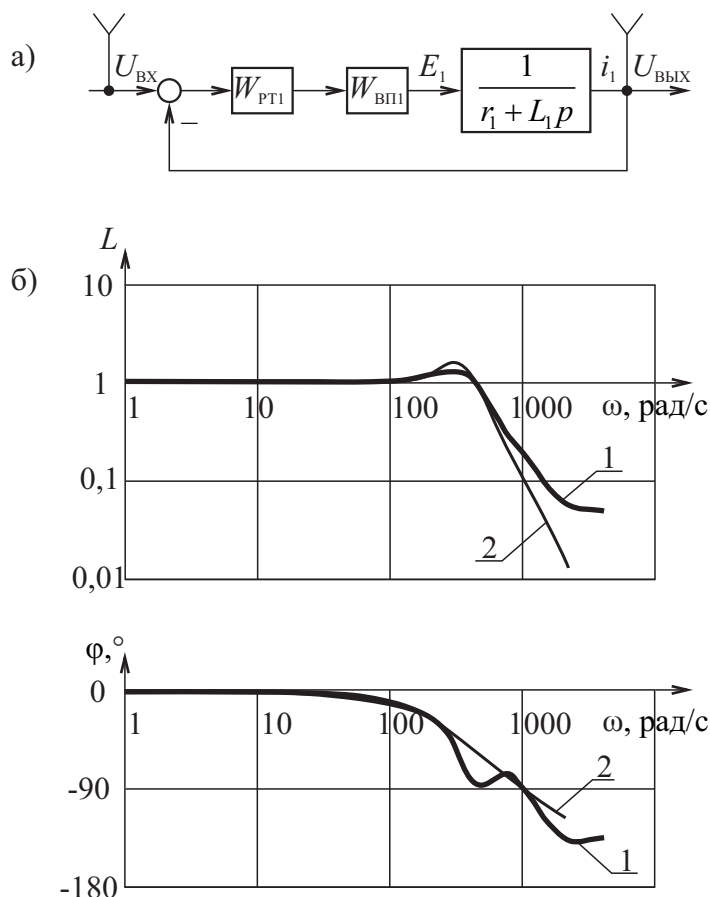 а)
U_ВХ
–
W_РТ1
W_ВП1
E_1
1
r_1 + L_1 p
i_1
U_ВЫХ
б)
L
10
1
1 10 100 1000 ω, рад/с
0,1
0,01
1
2
φ,°
0
1 10 100 1000 ω, рад/с
-90
-180
2
1